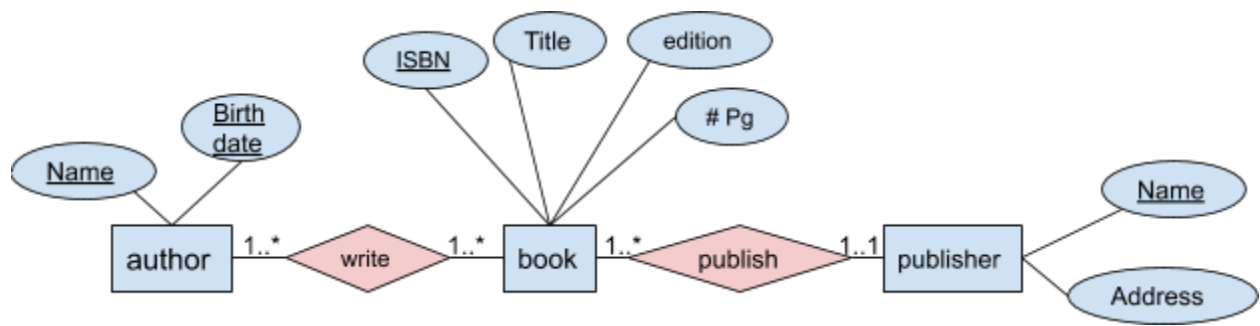 Title
edition
ISBN
# Pg
Birth
date
Name
Name
1..*
1..*
1..*
1..1
author
write
book
publish
publisher
Address